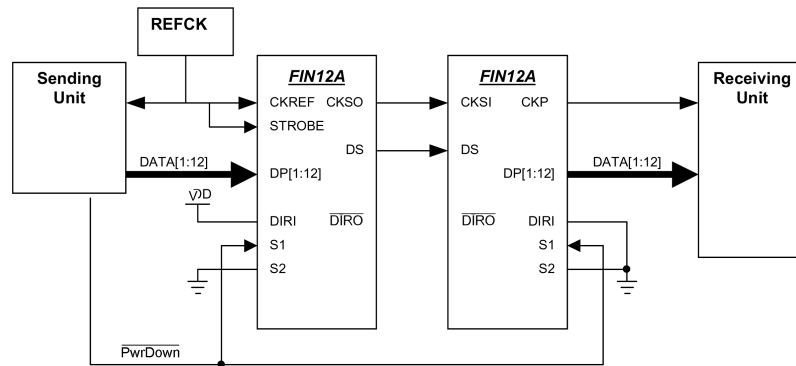 REFCK
Sending
Unit
FIN12A
FIN12A
Receiving
Unit
CKREF CKSO
CKSI CKP
STROBE
DS
DS
DATA[1:12]
DP[1:12]
DP[1:12]
DATA[1:12]
VDD
DIRI DIRO
DIRO DIRI
S1
S1
S2
S2
PwrDown